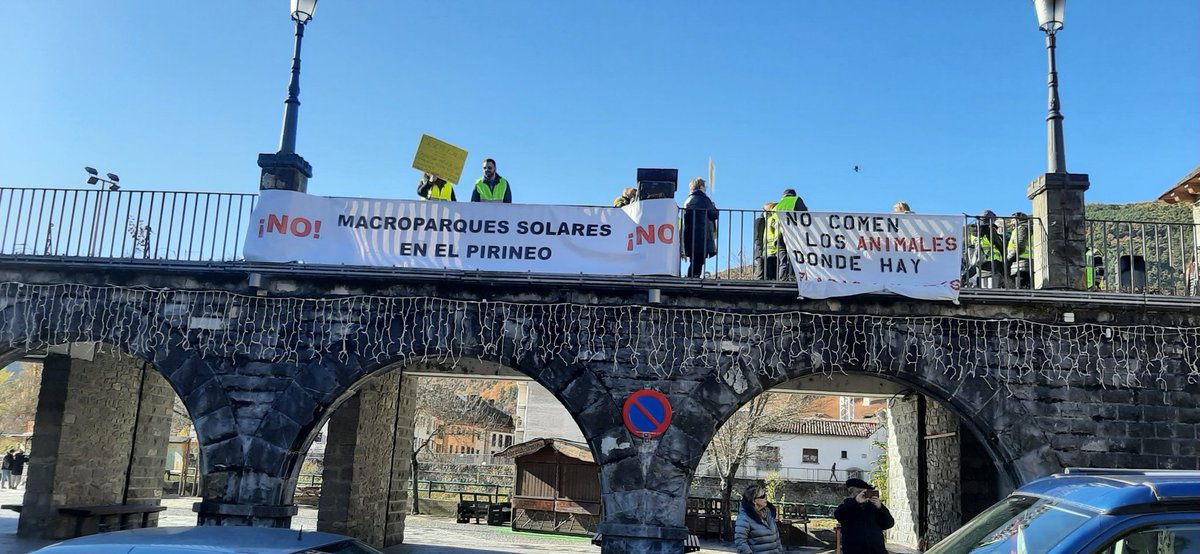 ¡NO! MACROPARQUES SOLARES ¡NO
EN EL PIRINEO
NO COMEN
LOS ANIMALES
DONDE HAY